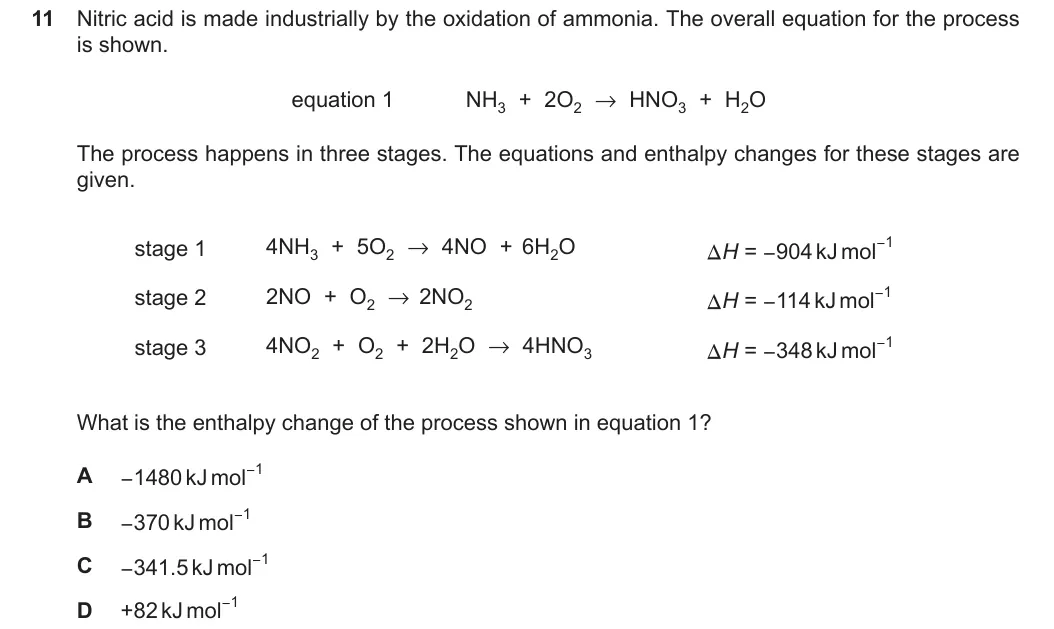 11 Nitric acid is made industrially by the oxidation of ammonia. The overall equation for the process
is shown.
equation 1 NH₃ + 2O₂ → HNO₃ + H₂O
The process happens in three stages. The equations and enthalpy changes for these stages are
given.
stage 1 4NH₃ + 5O₂ → 4NO + 6H₂O ΔH = –904 kJ mol⁻¹
stage 2 2NO + O₂ → 2NO₂ ΔH = –114 kJ mol⁻¹
stage 3 4NO₂ + O₂ + 2H₂O → 4HNO₃ ΔH = –348 kJ mol⁻¹
What is the enthalpy change of the process shown in equation 1?
A –1480 kJ mol⁻¹
B –370 kJ mol⁻¹
C –341.5 kJ mol⁻¹
D +82 kJ mol⁻¹